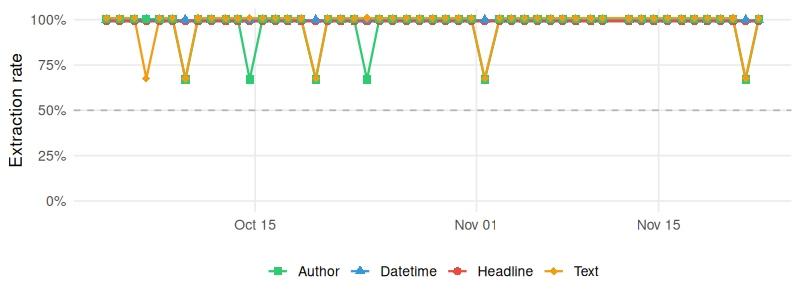 Extraction rate
100%
75%
50%
25%
0%
Oct 15 Nov 01 Nov 15
Author Datetime Headline Text